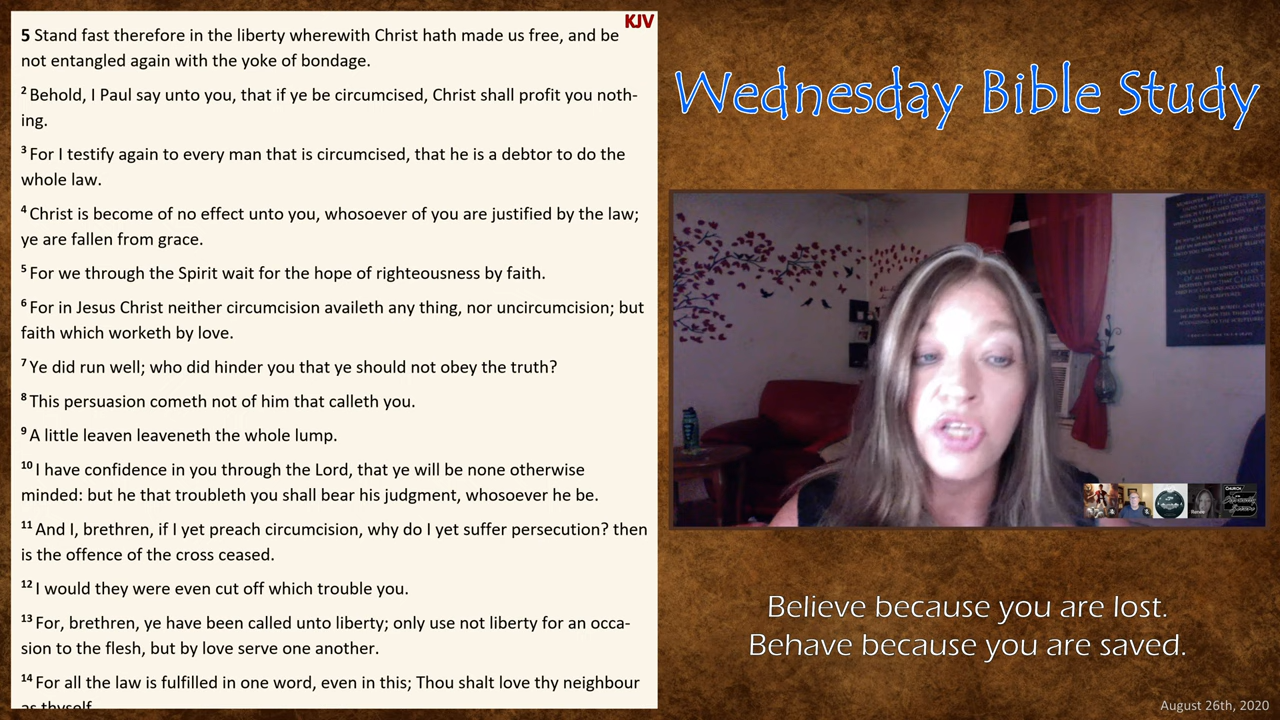 KJV
5 Stand fast therefore in the liberty wherewith Christ hath made us free, and be
not entangled again with the yoke of bondage.
2 Behold, I Paul say unto you, that if ye be circumcised, Christ shall profit you noth-
ing.
3 For I testify again to every man that is circumcised, that he is a debtor to do the
whole law.
4 Christ is become of no effect unto you, whosoever of you are justified by the law;
ye are fallen from grace.
5 For we through the Spirit wait for the hope of righteousness by faith.
6 For in Jesus Christ neither circumcision availeth any thing, nor uncircumcision; but
faith which worketh by love.
7 Ye did run well; who did hinder you that ye should not obey the truth?
8 This persuasion cometh not of him that calleth you.
9 A little leaven leaveneth the whole lump.
10 I have confidence in you through the Lord, that ye will be none otherwise
minded: but he that troubleth you shall bear his judgment, whosoever he be.
11 And I, brethren, if I yet preach circumcision, why do I yet suffer persecution? then
is the offence of the cross ceased.
12 I would they were even cut off which trouble you.
13 For, brethren, ye have been called unto liberty; only use not liberty for an occa-
sion to the flesh, but by love serve one another.
14 For all the law is fulfilled in one word, even in this; Thou shalt love thy neighbour
as thyself
Wednesday Bible Study
Believe because you are lost.
Behave because you are saved.
August 26th, 2020